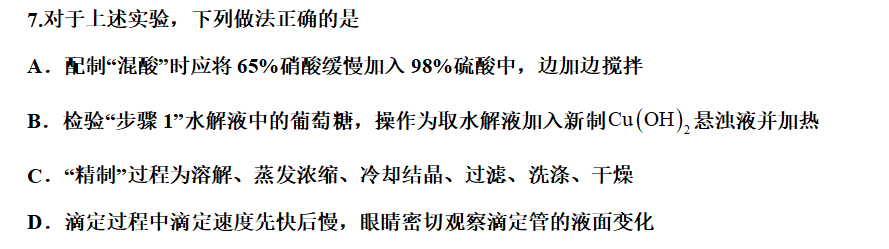 7.对于上述实验，下列做法正确的是
A．配制“混酸”时应将 65%硝酸缓慢加入 98%硫酸中，边加边搅拌
B．检验“步骤 1”水解液中的葡萄糖，操作为取水解液加入新制Cu(OH)₂悬浊液并加热
C．“精制”过程为溶解、蒸发浓缩、冷却结晶、过滤、洗涤、干燥
D．滴定过程中滴定速度先快后慢，眼睛密切观察滴定管的液面变化